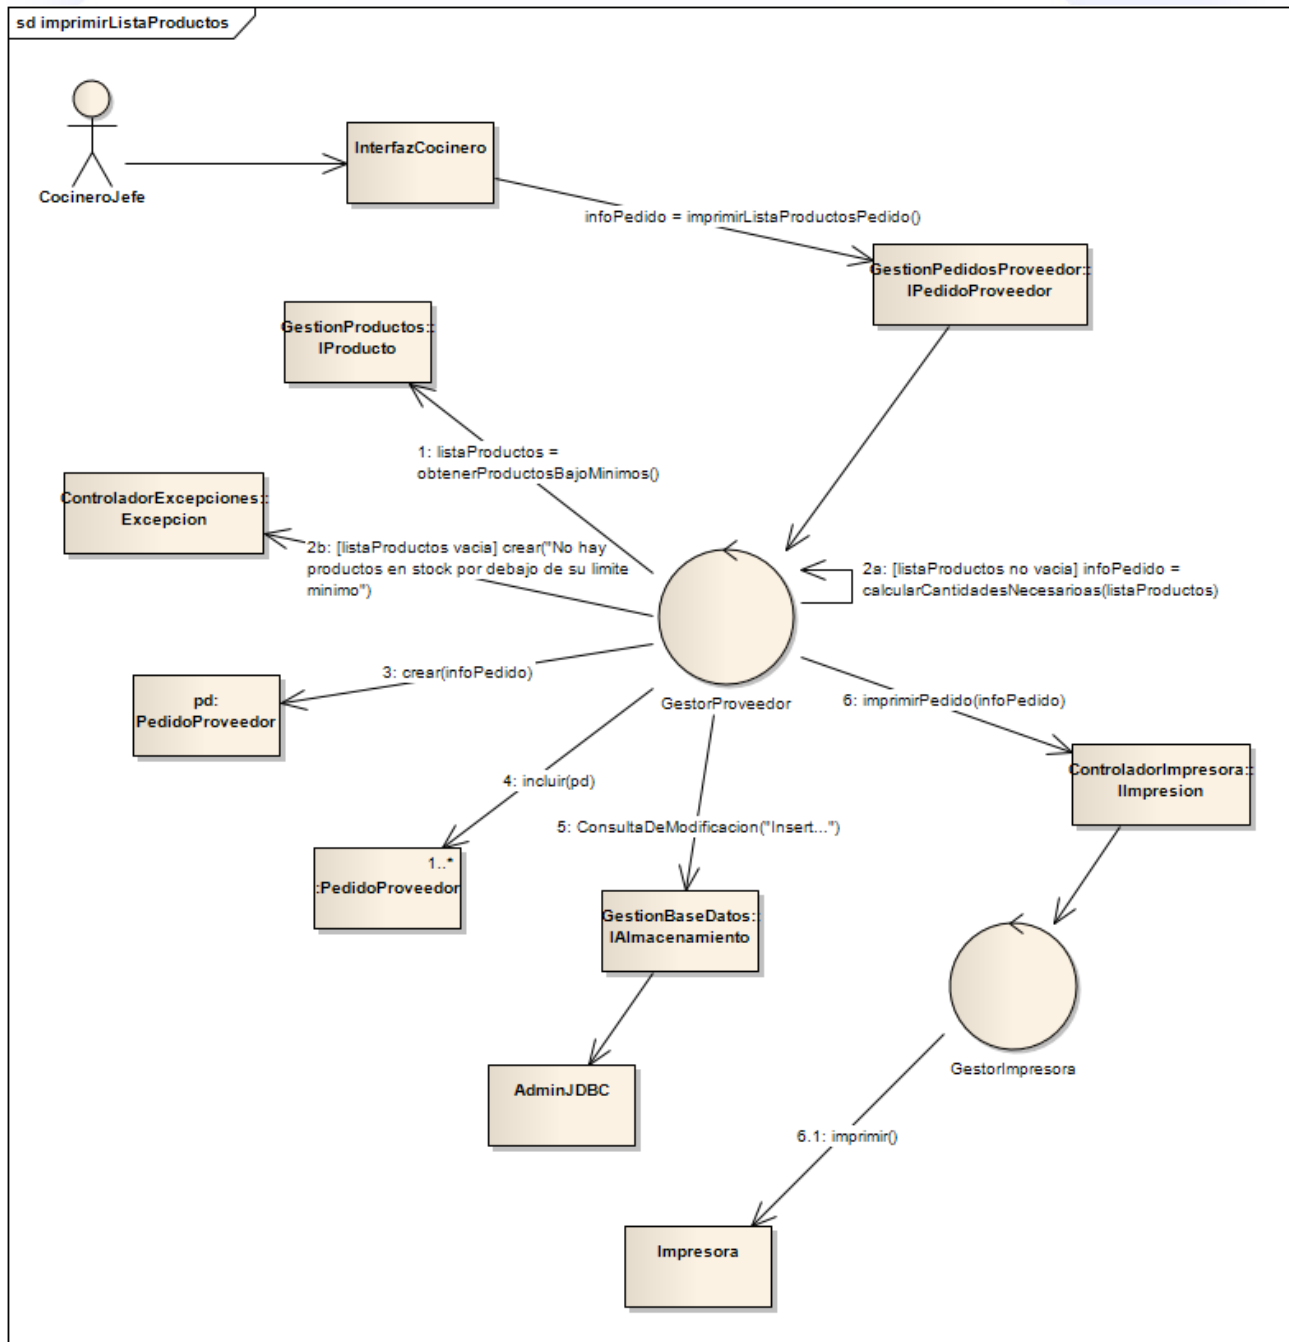 sd imprimirListaProductos
CocineroJefe
InterfazCocinero
infoPedido = imprimirListaProductosPedido()
GestionPedidosProveedor::
IPedidoProveedor
GestionProductos::
IProducto
1: listaProductos =
obtenerProductosBajoMinimos()
ControladorExcepciones::
Excepcion
2b: [listaProductos vacia] crear("No hay
productos en stock por debajo de su limite
minimo")
2a: [listaProductos no vacia] infoPedido =
calcularCantidadesNecesarioas(listaProductos)
3: crear(infoPedido)
pd:
PedidoProveedor
GestorProveedor
6: imprimirPedido(infoPedido)
ControladorImpresora::
IImpresion
4: incluir(pd)
5: ConsultaDeModificacion("Insert...")
1..*
:PedidoProveedor
GestionBaseDatos::
IAlmacenamiento
AdminJDBC
GestorImpresora
6.1: imprimir()
Impresora